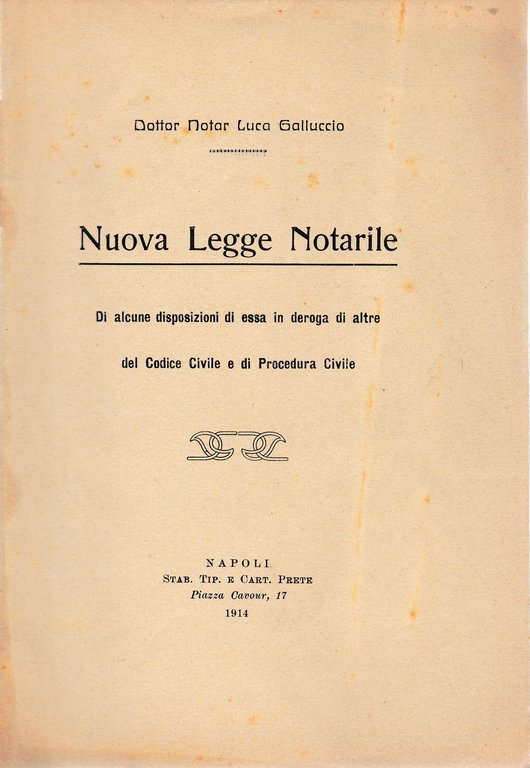 Dottor Notar Luca Galluccio
Nuova Legge Notarile
Di alcune disposizioni di essa in deroga di altre
del Codice Civile e di Procedura Civile
NAPOLI
STAB. TIP. E CART. PRETE
Piazza Cavour, 17
1914